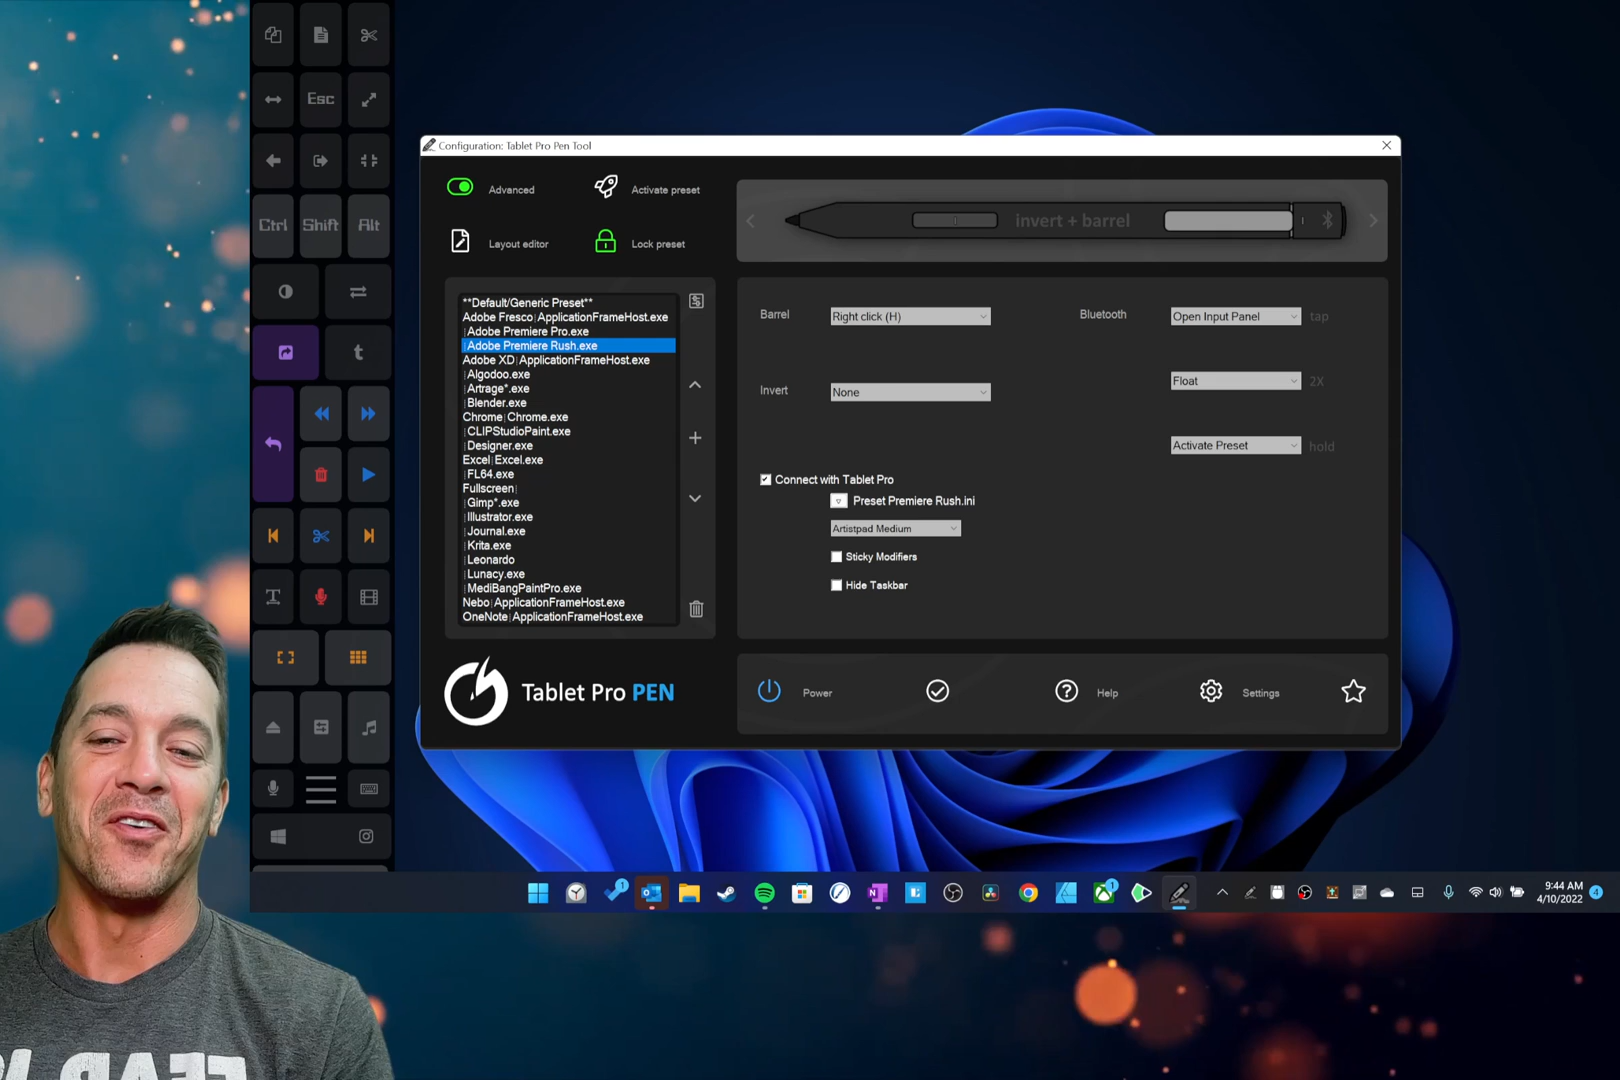 Esc
Ctrl Shift Alt
t
Configuration: Tablet Pro Pen Tool
Advanced
Activate preset
Layout editor
Lock preset
invert + barrel
**Default/Generic Preset**
Adobe Fresco|ApplicationFrameHost.exe
|Adobe Premiere Pro.exe
|Adobe Premiere Rush.exe
Adobe XD|ApplicationFrameHost.exe
|Algodoo.exe
|Artrage*.exe
|Blender.exe
Chrome|Chrome.exe
|CLIPStudioPaint.exe
|Designer.exe
Excel|Excel.exe
|FL64.exe
Fullscreen|
|Gimp*.exe
|Illustrator.exe
|Journal.exe
|Krita.exe
|Leonardo
|Lunacy.exe
|MediBangPaintPro.exe
Nebo|ApplicationFrameHost.exe
OneNote|ApplicationFrameHost.exe
Barrel
Right click (H)
Bluetooth
Open Input Panel
tap
Float
2X
Invert
None
Activate Preset
hold
Connect with Tablet Pro
Preset Premiere Rush.ini
Artistpad Medium
Sticky Modifiers
Hide Taskbar
Tablet Pro PEN
Power
Help
Settings
1
1
9:44 AM
4/10/2022
4